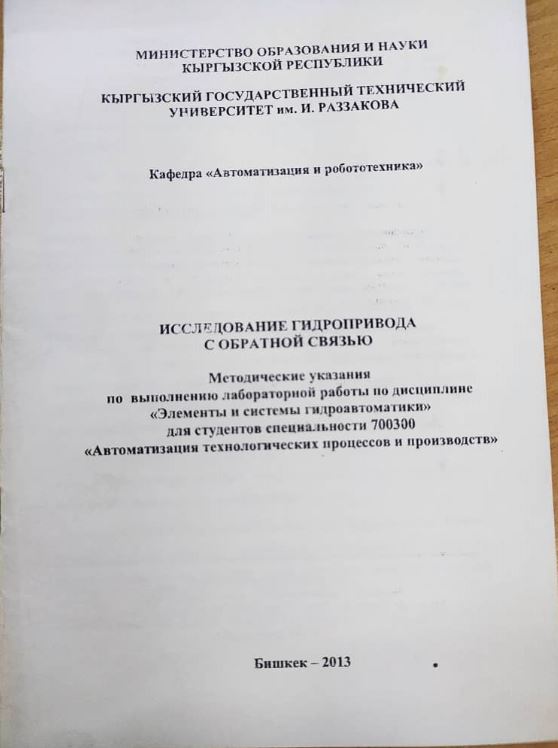 МИНИСТЕРСТВО ОБРАЗОВАНИЯ И НАУКИ
КЫРГЫЗСКОЙ РЕСПУБЛИКИ
КЫРГЫЗСКИЙ ГОСУДАРСТВЕННЫЙ ТЕХНИЧЕСКИЙ
УНИВЕРСИТЕТ им. И. РАЗЗАКОВА
Кафедра «Автоматизация и робототехника»
ИССЛЕДОВАНИЕ ГИДРОПРИВОДА
С ОБРАТНОЙ СВЯЗЬЮ
Методические указания
по выполнению лабораторной работы по дисциплине
«Элементы и системы гидроавтоматики»
для студентов специальности 700300
«Автоматизация технологических процессов и производств»
Бишкек – 2013